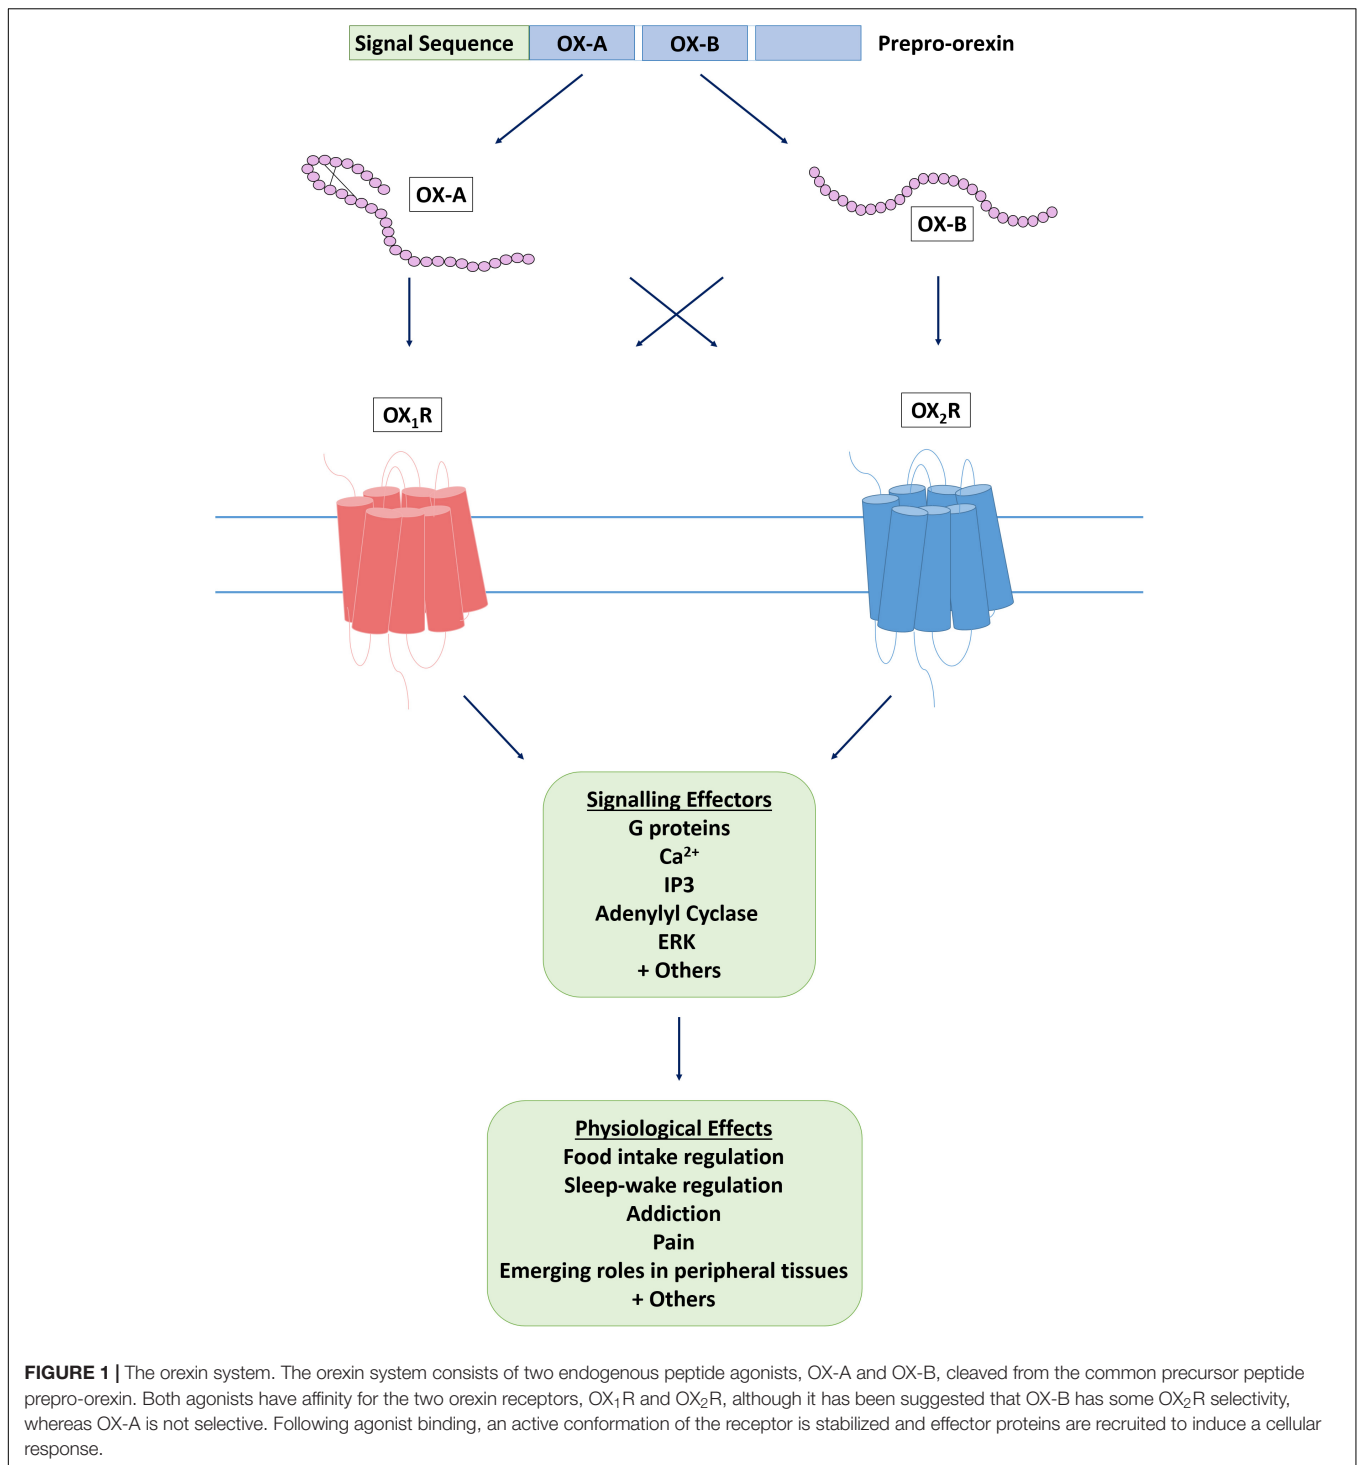 Signal Sequence OX-A OX-B Prepro-orexin
OX-A
OX-B
OX₁R
OX₂R
Signalling Effectors
G proteins
Ca²⁺
IP3
Adenylyl Cyclase
ERK
+ Others
Physiological Effects
Food intake regulation
Sleep-wake regulation
Addiction
Pain
Emerging roles in peripheral tissues
+ Others
FIGURE 1 | The orexin system. The orexin system consists of two endogenous peptide agonists, OX-A and OX-B, cleaved from the common precursor peptide
prepro-orexin. Both agonists have affinity for the two orexin receptors, OX₁R and OX₂R, although it has been suggested that OX-B has some OX₂R selectivity,
whereas OX-A is not selective. Following agonist binding, an active conformation of the receptor is stabilized and effector proteins are recruited to induce a cellular
response.